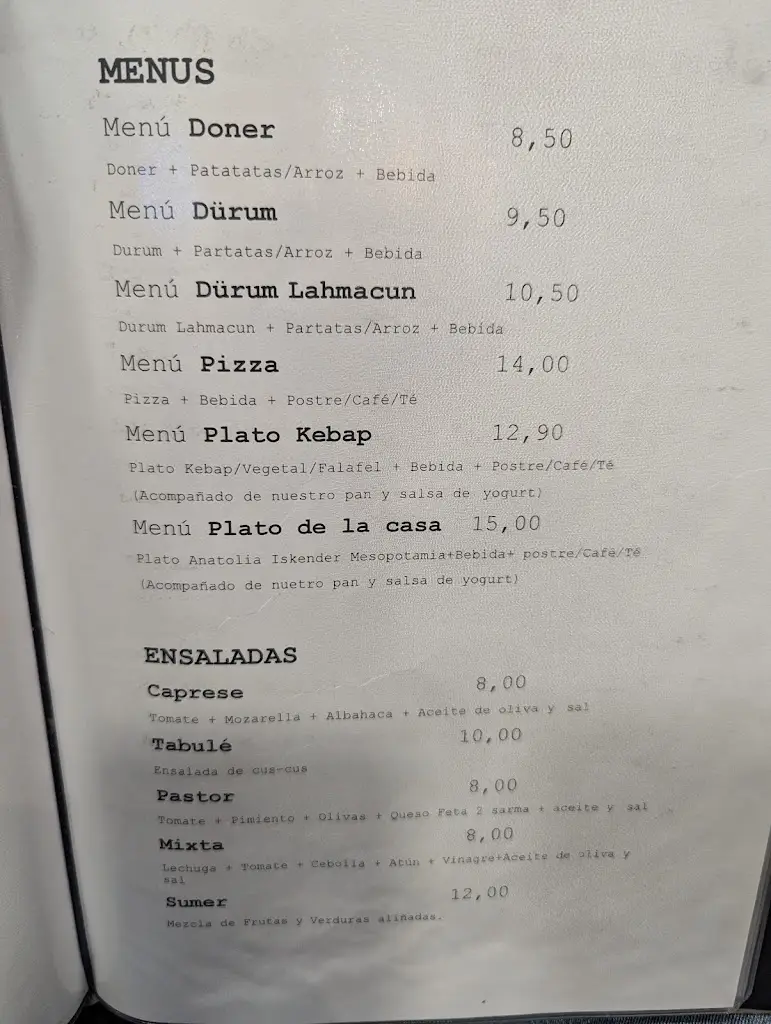 MENUS
Menú Doner 8,50
Doner + Patatatas/Arroz + Bebida
Menú Dürum 9,50
Durum + Partatas/Arroz + Bebida
Menú Dürum Lahmacun 10,50
Durum Lahmacun + Partatas/Arroz + Bebida
Menú Pizza 14,00
Pizza + Bebida + Postre/Café/Té
Menú Plato Kebap 12,90
Plato Kebap/Vegetal/Falafel + Bebida + Postre/Café/Té
(Acompañado de nuestro pan y salsa de yogurt)
Menú Plato de la casa 15,00
Plato Anatolia Iskender Mesopotamia+Bebida+ postre/Café/Té
(Acompañado de nuetro pan y salsa de yogurt)
ENSALADAS
Caprese 8,00
Tomate + Mozarella + Albahaca + Aceite de oliva y sal
Tabulé 10,00
Ensalada de cus-cus
Pastor 8,00
Tomate + Pimiento + Olivas + Queso Feta 2 sarma + aceite y sal
Mixta 8,00
Lechuga + Tomate + Cebolla + Atún + Vinagre+Aceite de oliva y
sal
Sumer 12,00
Mezcla de Frutas y Verduras aliñadas.